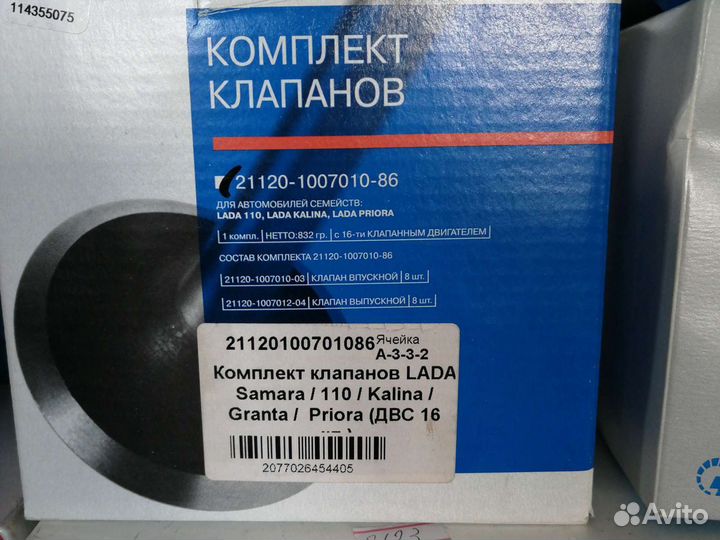 114355075
КОМПЛЕКТ
КЛАПАНОВ
21120-1007010-86
ДЛЯ АВТОМОБИЛЕЙ СЕМЕЙСТВ:
LADA 110, LADA KALINA, LADA PRIORA
1 компл. НЕТТО:832 гр. с 16-ти КЛАПАННЫМ ДВИГАТЕЛЕМ
СОСТАВ КОМПЛЕКТА 21120-1007010-86
21120-1007010-03 КЛАПАН ВПУСКНОЙ 8 шт.
21120-1007012-04 КЛАПАН ВЫПУСКНОЙ 8 шт.
21120100701086 Ячейка
А-3-3-2
Комплект клапанов LADA
Samara / 110 / Kalina /
Granta / Priora (ДВС 16
2077026454405
Avito